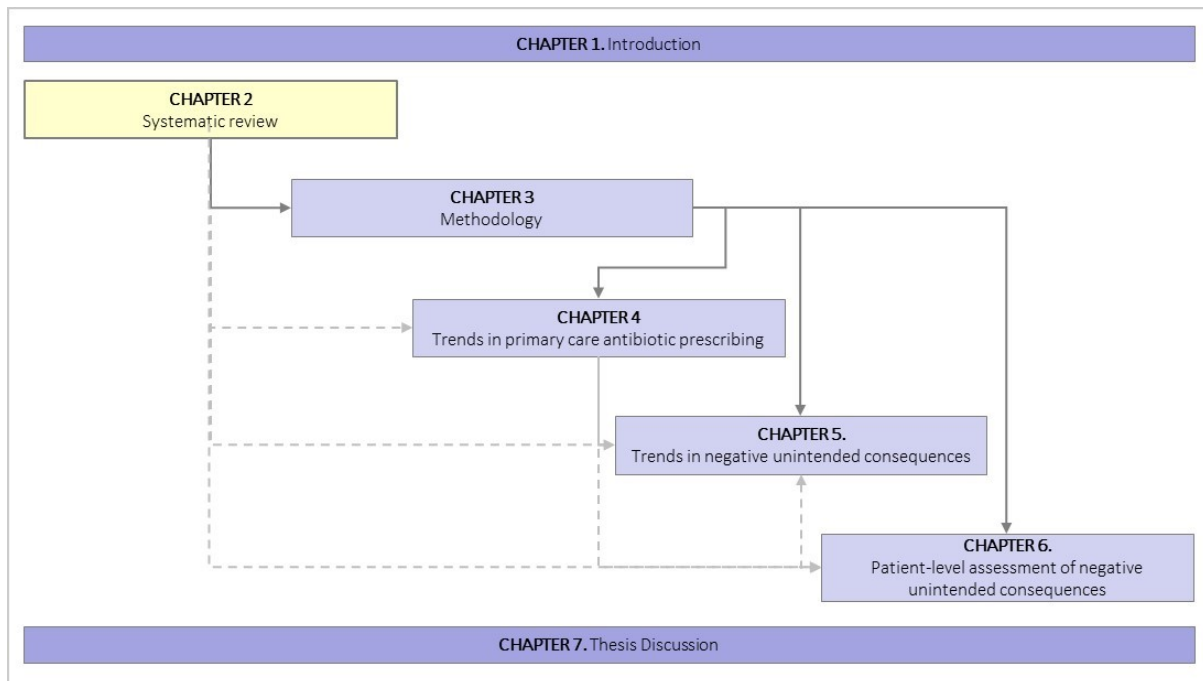 CHAPTER 1. Introduction
CHAPTER 2
Systematic review
CHAPTER 3
Methodology
CHAPTER 4
Trends in primary care antibiotic prescribing
CHAPTER 5.
Trends in negative unintended consequences
CHAPTER 6.
Patient-level assessment of negative
unintended consequences
CHAPTER 7. Thesis Discussion